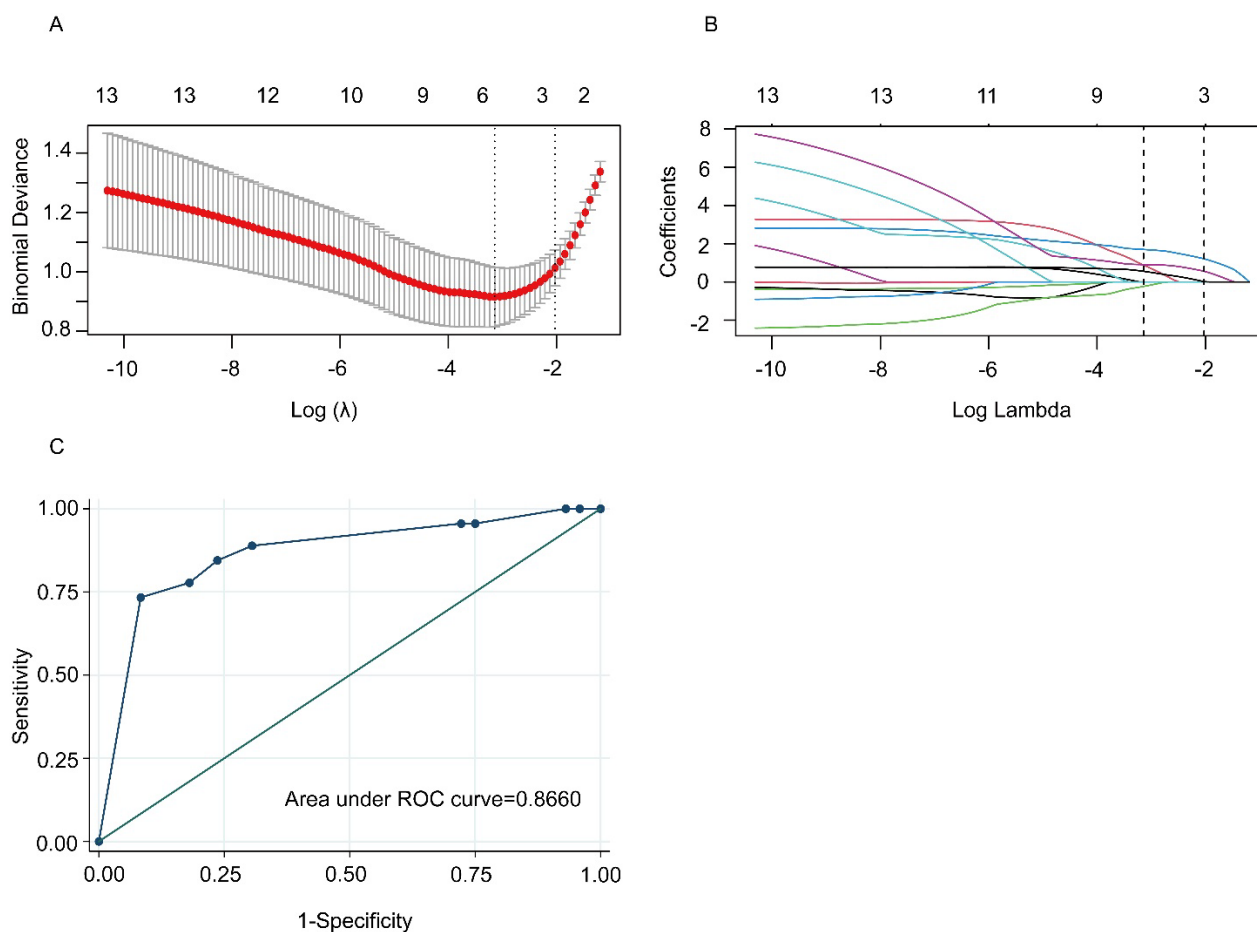 A
13 13 12 10 9 6 3 2
Binomial Deviance
1.4
1.2
1.0
0.8
-10 -8 -6 -4 -2
Log (λ)
B
13 13 11 9 3
Coefficients
8
6
4
2
0
-2
-10 -8 -6 -4 -2
Log Lambda
C
Sensitivity
1.00
0.75
0.50
0.25
0.00
Area under ROC curve=0.8660
0.00 0.25 0.50 0.75 1.00
1-Specificity